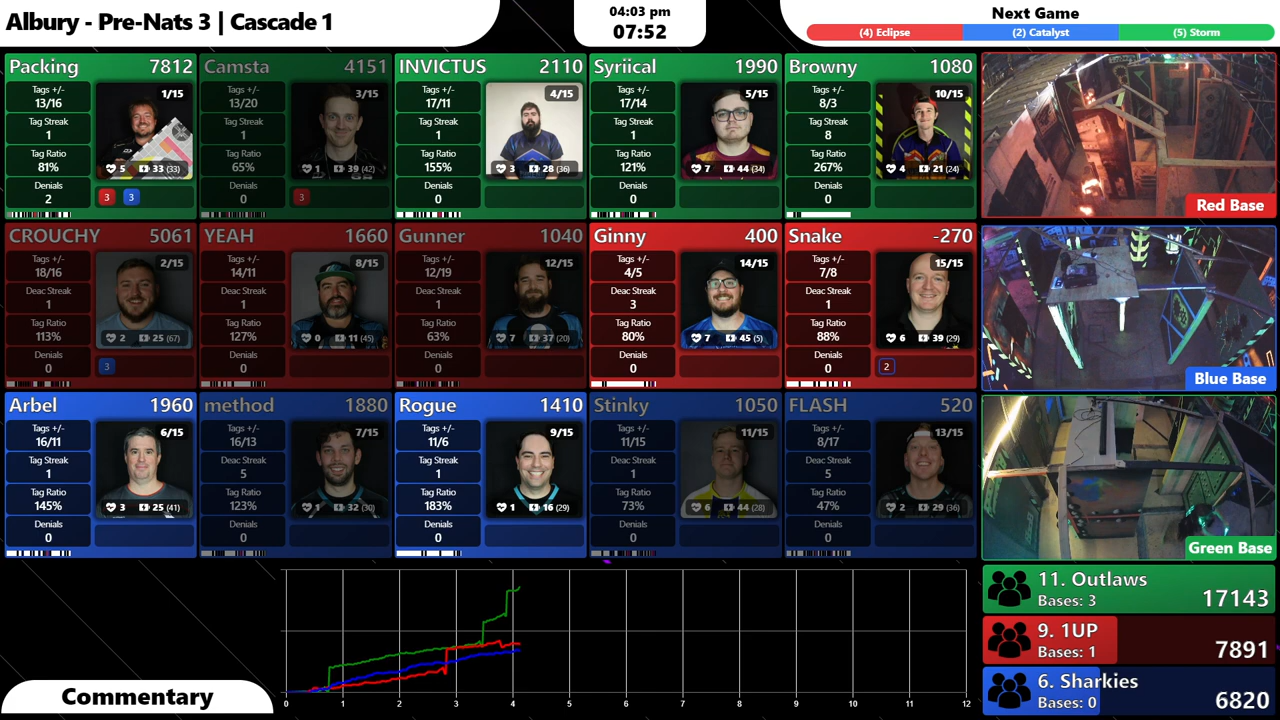 Albury - Pre-Nats 3 | Cascade 1
04:03 pm
07:52
Next Game
(4) Eclipse (2) Catalyst (5) Storm
Packing 7812
Tags +/-
13/16
Tag Streak
1
Tag Ratio
81%
Denials
2
1/15
5 33 (33)
3 3
Camsta 4151
Tags +/-
13/20
Tag Streak
1
Tag Ratio
65%
Denials
0
3/15
1 39 (42)
3
INVICTUS 2110
Tags +/-
17/11
Tag Streak
1
Tag Ratio
155%
Denials
0
4/15
3 28 (36)
Syriical 1990
Tags +/-
17/14
Tag Streak
1
Tag Ratio
121%
Denials
0
5/15
7 44 (34)
Browny 1080
Tags +/-
8/3
Tag Streak
8
Tag Ratio
267%
Denials
0
10/15
4 21 (24)
Red Base
CROUCHY 5061
Tags +/-
18/16
Deac Streak
1
Tag Ratio
113%
Denials
0
2/15
2 25 (67)
3
YEAH 1660
Tags +/-
14/11
Deac Streak
1
Tag Ratio
127%
Denials
0
8/15
0 11 (45)
Gunner 1040
Tags +/-
12/19
Deac Streak
1
Tag Ratio
63%
Denials
0
12/15
7 37 (20)
Ginny 400
Tags +/-
4/5
Deac Streak
3
Tag Ratio
80%
Denials
0
14/15
7 45 (5)
Snake -270
Tags +/-
7/8
Deac Streak
1
Tag Ratio
88%
Denials
0
15/15
6 39 (29)
2
Blue Base
Arbel 1960
Tags +/-
16/11
Tag Streak
1
Tag Ratio
145%
Denials
0
6/15
3 25 (41)
method 1880
Tags +/-
16/13
Deac Streak
5
Tag Ratio
123%
Denials
0
7/15
1 32 (30)
Rogue 1410
Tags +/-
11/6
Tag Streak
1
Tag Ratio
183%
Denials
0
9/15
1 16 (29)
Stinky 1050
Tags +/-
11/15
Tag Streak
1
Tag Ratio
73%
Denials
0
11/15
6 44 (28)
FLASH 520
Tags +/-
8/17
Deac Streak
5
Tag Ratio
47%
Denials
0
13/15
2 29 (36)
Green Base
0 1 2 3 4 5 6 7 8 9 10 11 12
Commentary
11. Outlaws
Bases: 3 17143
9. 1UP
Bases: 1 7891
6. Sharkies
Bases: 0 6820